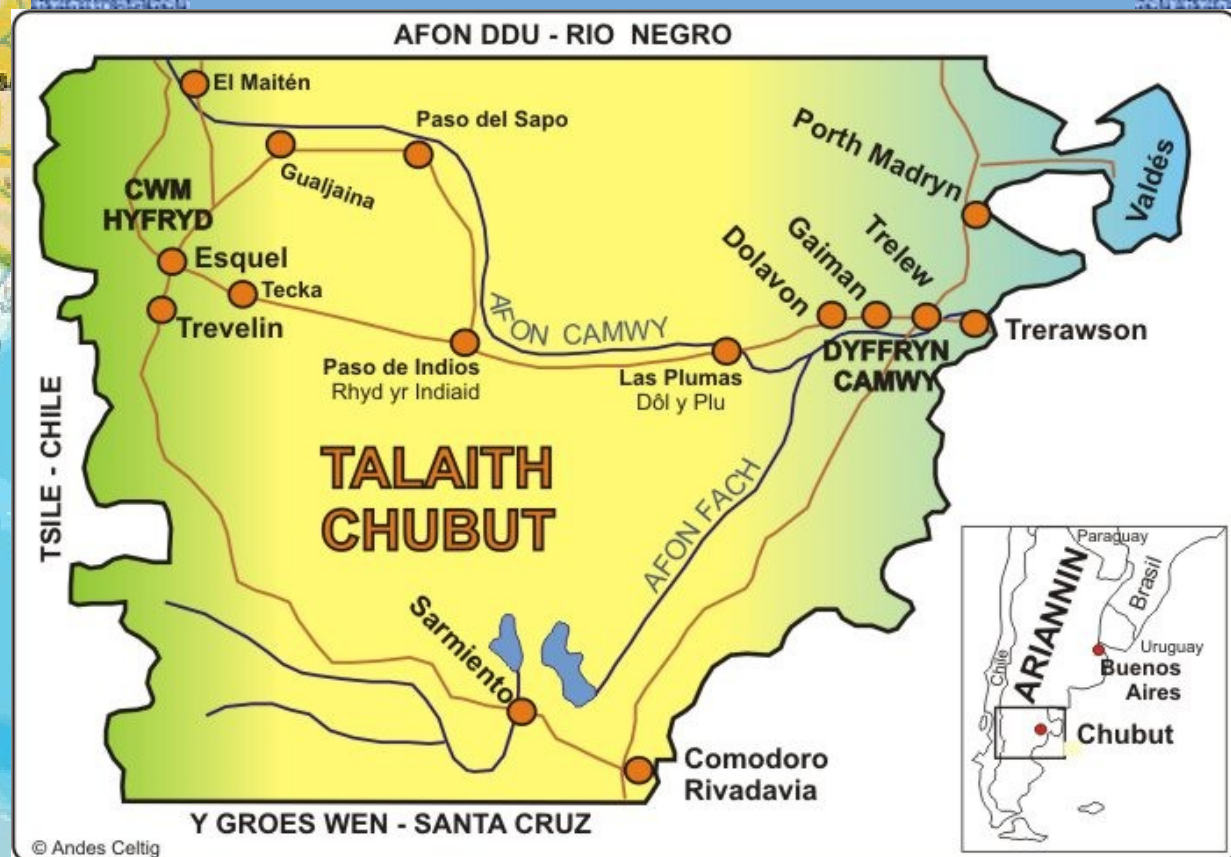 AFON DDU - RIO NEGRO
El Maitén
Paso del Sapo
Gualjaina
CWM
HYFRYD
Esquel
Tecka
Trevelin
Porth Madryn
Valdés
Dolavon
Gaiman
Trelew
Trerawson
DYFFRYN
CAMWY
AFON CAMWY
Paso de Indios
Rhyd yr Indiaid
Las Plumas
Dôl y Plu
TSILE - CHILE
TALAITH
CHUBUT
AFON FACH
Sarmiento
Comodoro
Rivadavia
Y GROES WEN - SANTA CRUZ
© Andes Celtig
Paraguay
Brasil
ARIANNIN
Uruguay
Chile
Buenos
Aires
Chubut